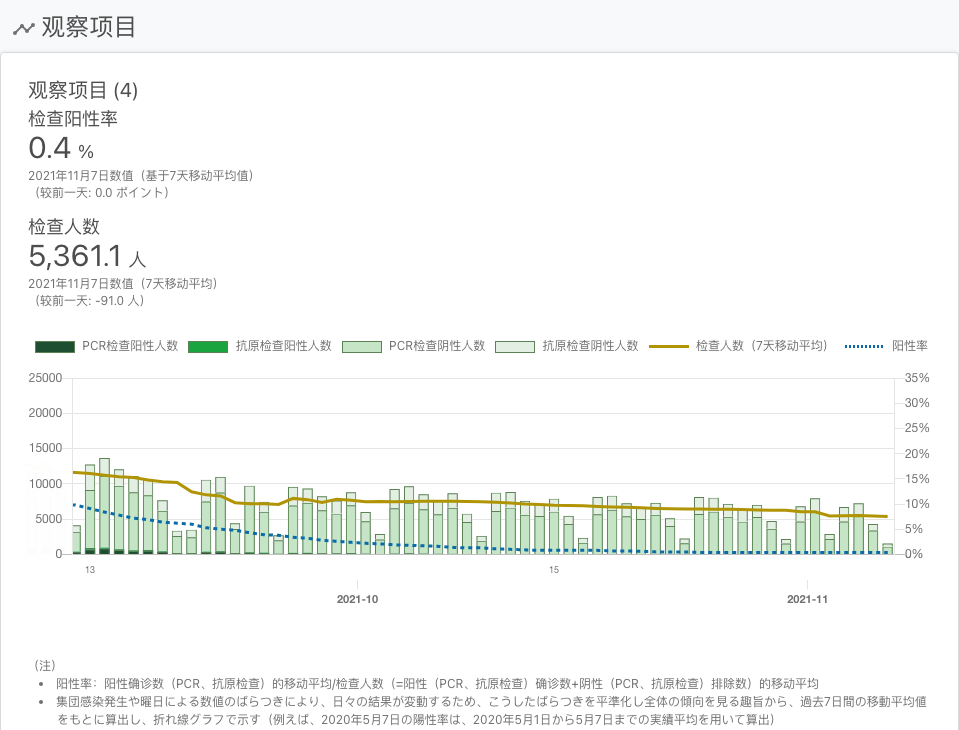 观察项目
观察项目 (4)
检查阳性率
0.4 %
2021年11月7日数值（基于7天移动平均值）
（较前一天: 0.0 ポイント）
检查人数
5,361.1 人
2021年11月7日数值（7天移动平均）
（较前一天: -91.0 人）
PCR检查阳性人数 抗原检查阳性人数 PCR检查阴性人数 抗原检查阴性人数 检查人数（7天移动平均） 阳性率
25000 35%
20000 30%
25%
15000 20%
10000 15%
10%
5000 5%
0 0%
13 15
2021-10 2021-11
（注）
• 阳性率：阳性确诊数（PCR、抗原检查）的移动平均/检查人数（=阳性（PCR、抗原检查）确诊数+阴性（PCR、抗原检查）排除数）的移动平均
• 集団感染発生や曜日による数値のばらつきにより、日々の結果が変動するため、こうしたばらつきを平準化し全体の傾向を見る趣旨から、過去7日間の移動平均値
をもとに算出し、折れ線グラフで示す（例えば、2020年5月7日の陽性率は、2020年5月1日から5月7日までの実績平均を用いて算出）